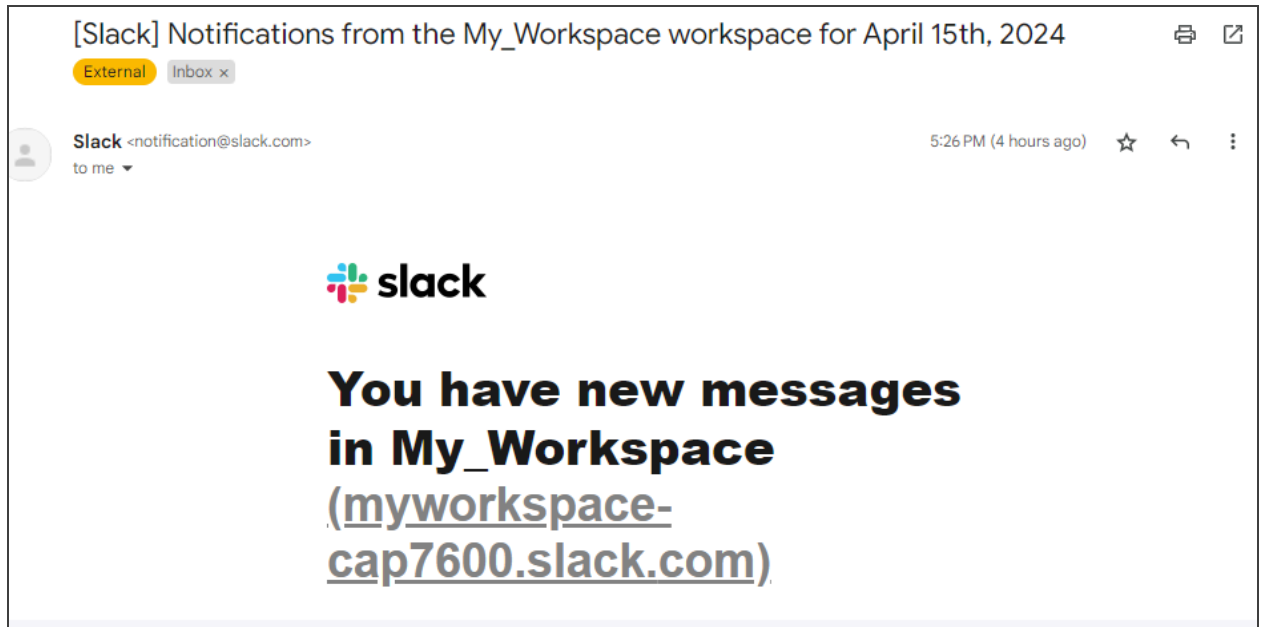 [Slack] Notifications from the My_Workspace workspace for April 15th, 2024
External Inbox ×
Slack <notification@slack.com> 5:26 PM (4 hours ago)
to me
slack
You have new messages
in My_Workspace
(myworkspace-
cap7600.slack.com)